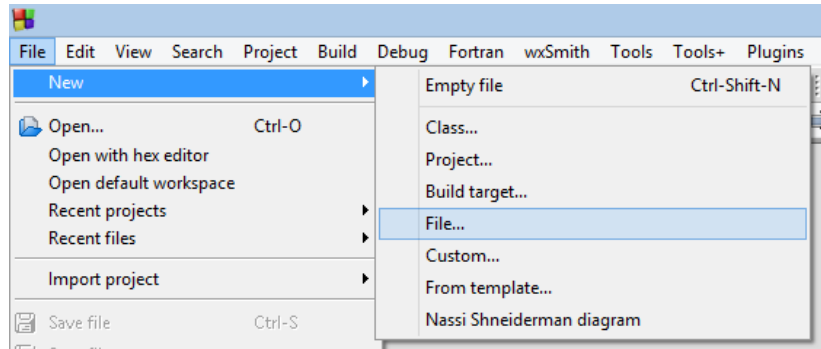 File Edit View Search Project Build Debug Fortran wxSmith Tools Tools+ Plugins
New
Empty file Ctrl-Shift-N
Open... Ctrl-O
Class...
Open with hex editor
Project...
Open default workspace
Build target...
Recent projects
File...
Recent files
Custom...
Import project
From template...
Save file Ctrl-S
Nassi Shneiderman diagram